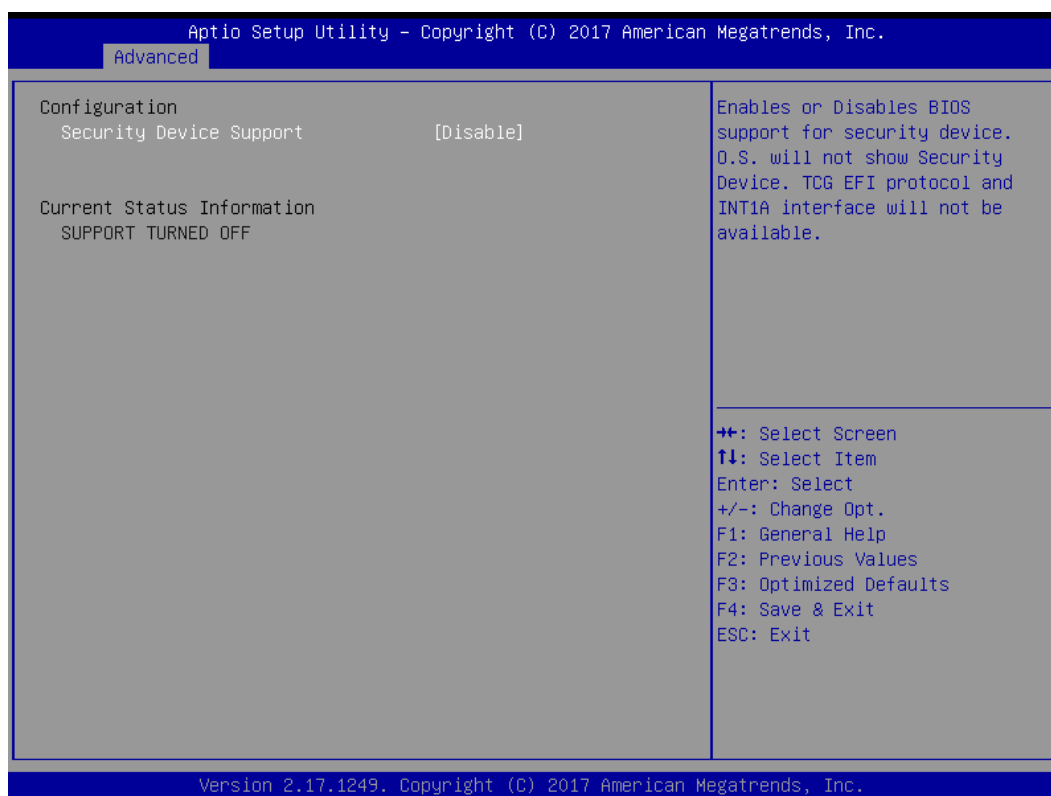 Aptio Setup Utility – Copyright (C) 2017 American Megatrends, Inc.
Advanced
Configuration
Security Device Support [Disable]
Current Status Information
SUPPORT TURNED OFF
Enables or Disables BIOS
support for security device.
O.S. will not show Security
Device. TCG EFI protocol and
INT1A interface will not be
available.
→←: Select Screen
↑↓: Select Item
Enter: Select
+/-: Change Opt.
F1: General Help
F2: Previous Values
F3: Optimized Defaults
F4: Save & Exit
ESC: Exit
Version 2.17.1249. Copyright (C) 2017 American Megatrends, Inc.